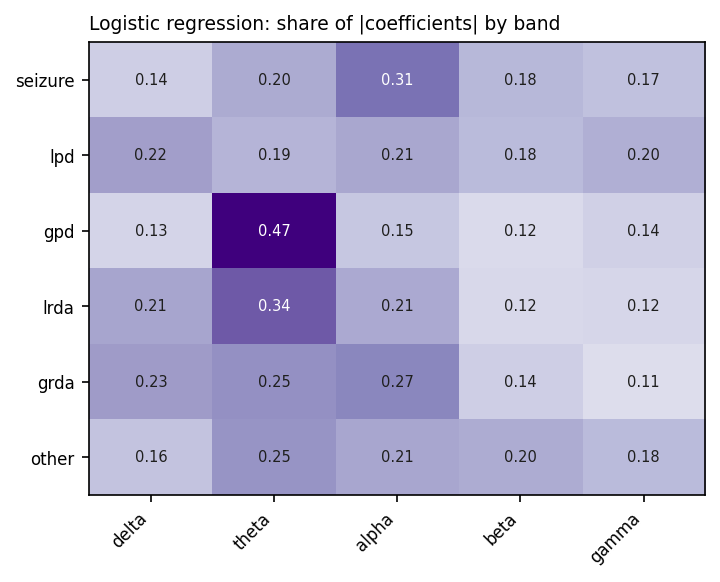 Logistic regression: share of |coefficients| by band
seizure 0.14 0.20 0.31 0.18 0.17
lpd 0.22 0.19 0.21 0.18 0.20
gpd 0.13 0.47 0.15 0.12 0.14
lrda 0.21 0.34 0.21 0.12 0.12
grda 0.23 0.25 0.27 0.14 0.11
other 0.16 0.25 0.21 0.20 0.18
delta theta alpha beta gamma